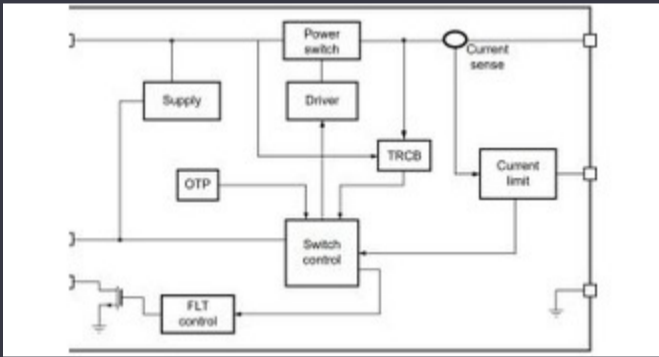 Power
switch
Current
sense
Supply
Driver
TRCB
Current
limit
OTP
Switch
control
FLT
control